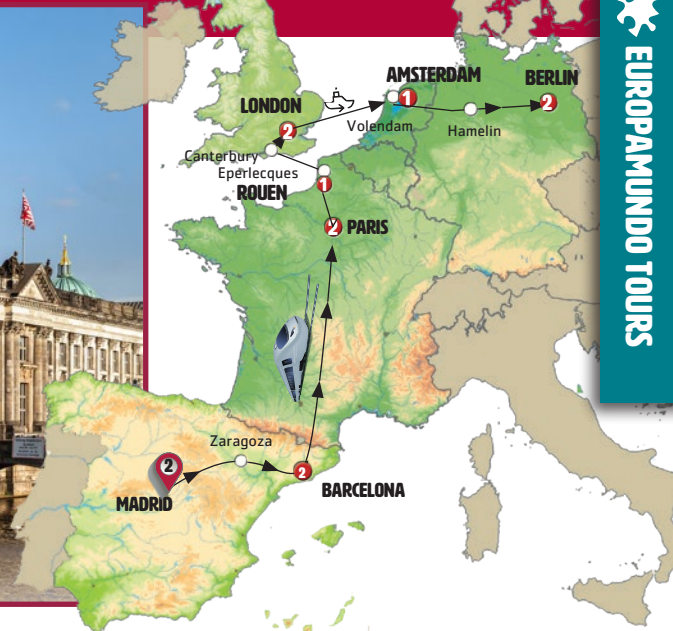 EUROPAMUNDO TOURS
AMSTERDAM
1
BERLIN
2
LONDON
2
Volendam
Hamelin
Canterbury
Eperlecques
ROUEN
1
2 PARIS
Zaragoza
2
MADRID
2
BARCELONA